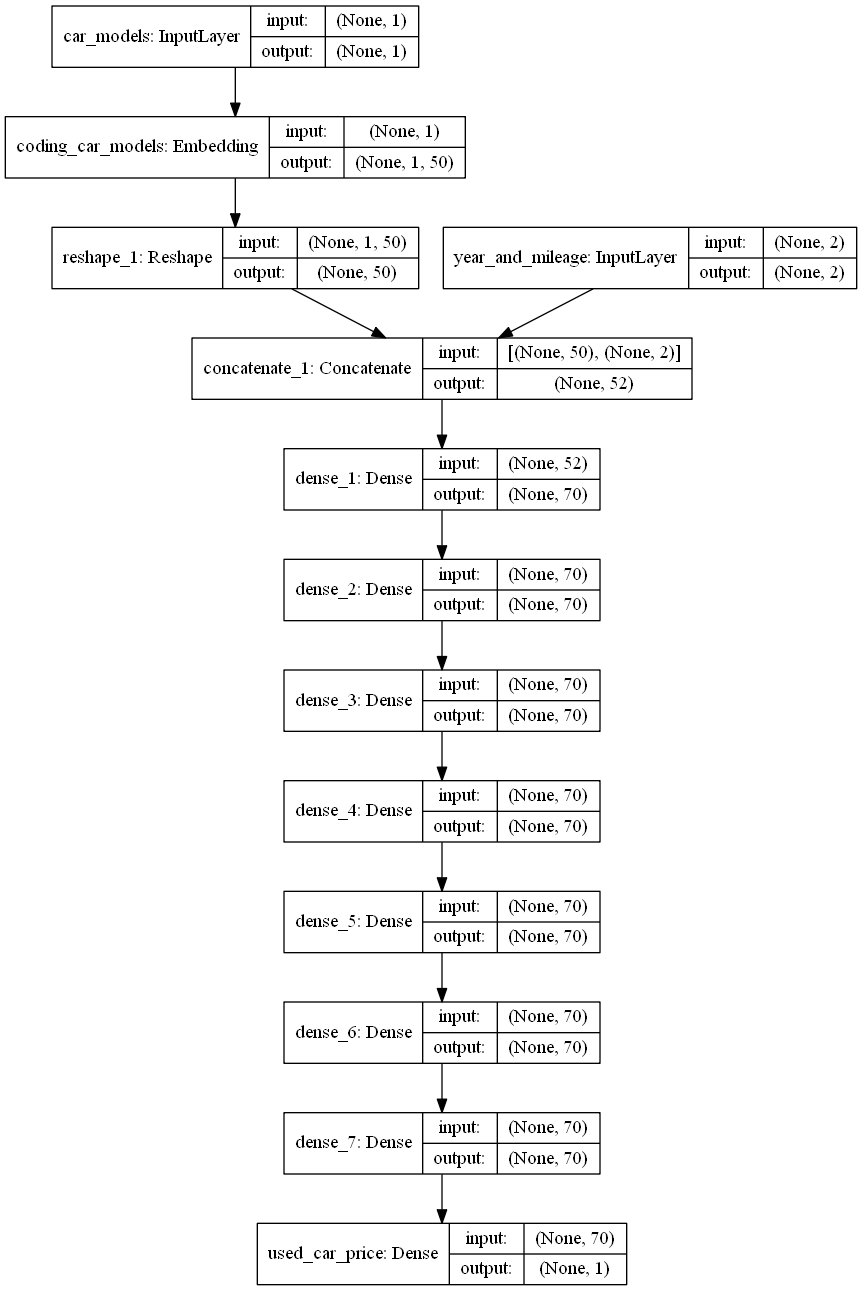 car_models: InputLayer
input:
(None, 1)
output:
(None, 1)
coding_car_models: Embedding
input:
(None, 1)
output:
(None, 1, 50)
reshape_1: Reshape
input:
(None, 1, 50)
output:
(None, 50)
year_and_mileage: InputLayer
input:
(None, 2)
output:
(None, 2)
concatenate_1: Concatenate
input:
[(None, 50), (None, 2)]
output:
(None, 52)
dense_1: Dense
input:
(None, 52)
output:
(None, 70)
dense_2: Dense
input:
(None, 70)
output:
(None, 70)
dense_3: Dense
input:
(None, 70)
output:
(None, 70)
dense_4: Dense
input:
(None, 70)
output:
(None, 70)
dense_5: Dense
input:
(None, 70)
output:
(None, 70)
dense_6: Dense
input:
(None, 70)
output:
(None, 70)
dense_7: Dense
input:
(None, 70)
output:
(None, 70)
used_car_price: Dense
input:
(None, 70)
output:
(None, 1)